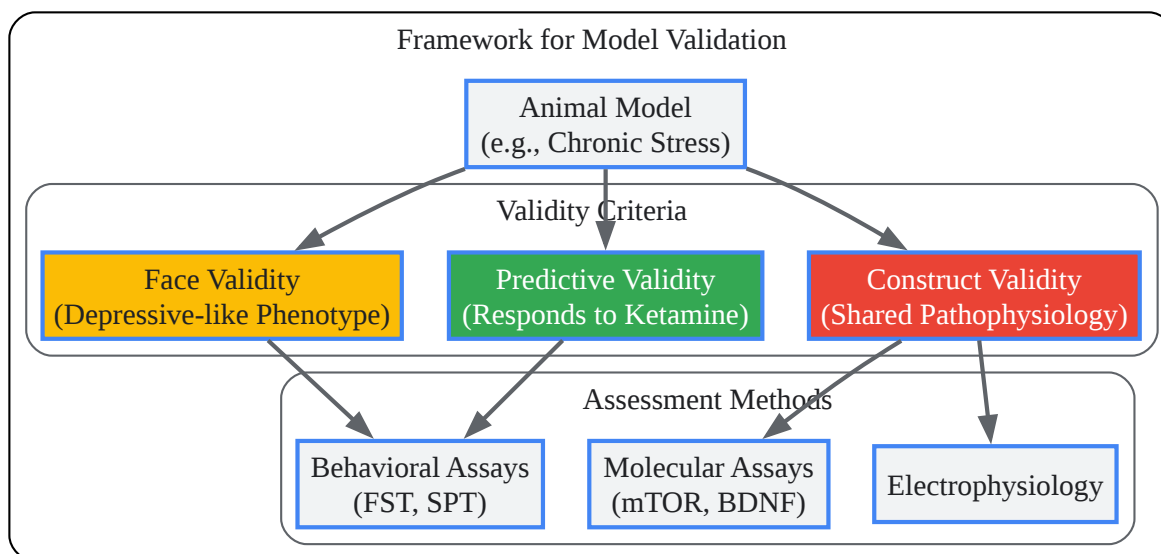 Framework for Model Validation
Animal Model
(e.g., Chronic Stress)
Validity Criteria
Face Validity
(Depressive-like Phenotype)
Predictive Validity
(Responds to Ketamine)
Construct Validity
(Shared Pathophysiology)
Assessment Methods
Behavioral Assays
(FST, SPT)
Molecular Assays
(mTOR, BDNF)
Electrophysiology